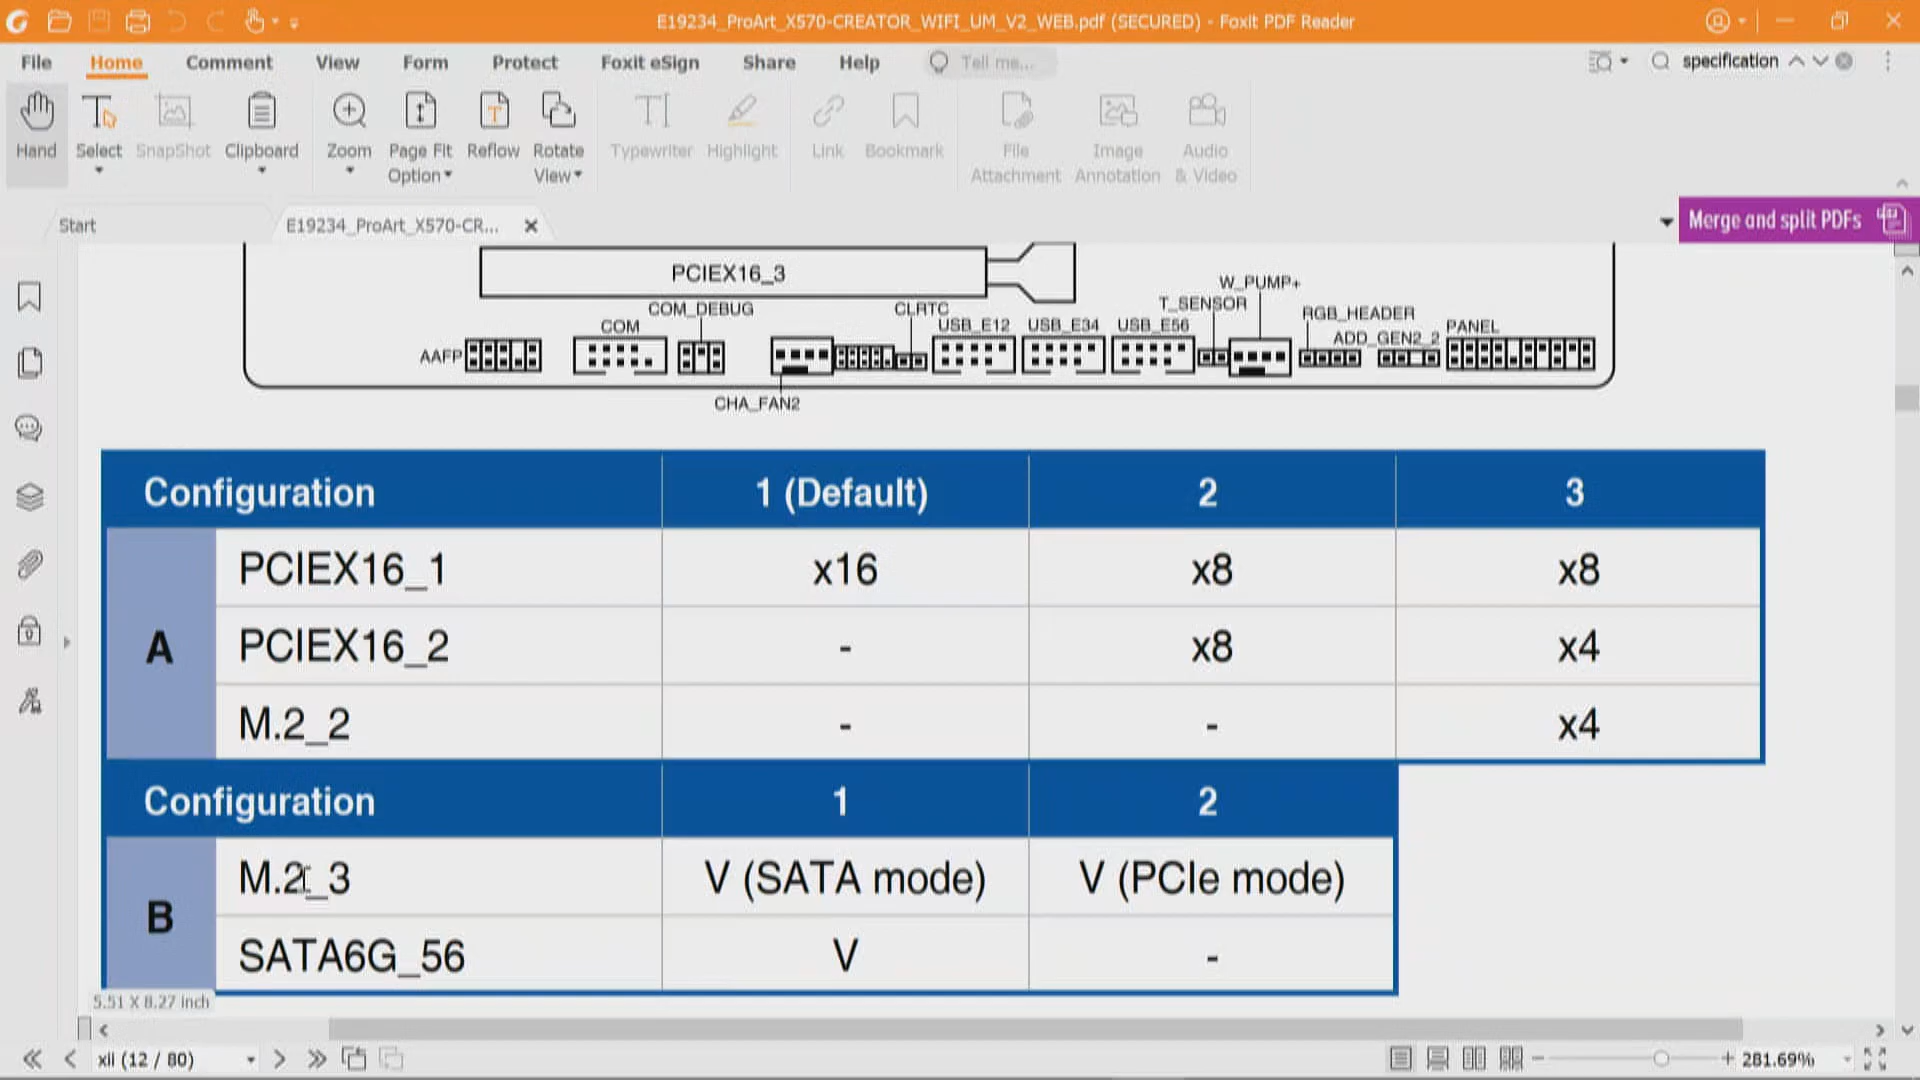 E19234_ProArt_X570-CREATOR_WIFI_UM_V2_WEB.pdf (SECURED) - Foxit PDF Reader
File Home Comment View Form Protect Foxit eSign Share Help Tell me... specification
Hand Select SnapShot Clipboard Zoom Page Fit Option Reflow Rotate View Typewriter Highlight Link Bookmark File Attachment Image Annotation Audio & Video
Start E19234_ProArt_X570-CR... Merge and split PDFs
PCIEX16_3
W_PUMP+
T_SENSOR
COM_DEBUG CLRTC RGB_HEADER
COM USB_E12 USB_E34 USB_E56 PANEL
ADD_GEN2_2
AAFP
CHA_FAN2
Configuration 1 (Default) 2 3
PCIEX16_1 x16 x8 x8
A PCIEX16_2 - x8 x4
M.2_2 - - x4
Configuration 1 2
M.2_3 V (SATA mode) V (PCIe mode)
B
SATA6G_56 V -
5.51 X 8.27 inch
xii (12 / 80) 281.69%